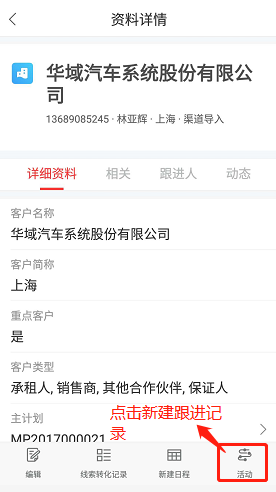 资料详情
华域汽车系统股份有限公
司
13689085245 · 林亚辉 · 上海 · 渠道导入
详细资料 相关 跟进人 动态
客户名称
华域汽车系统股份有限公司
客户简称
上海
重点客户
是
客户类型
承租人, 销售商, 其他合作伙伴, 保证人
主计划
点击新建跟进记
录
MP2017000021
编辑 线索转化记录 新建日程 活动